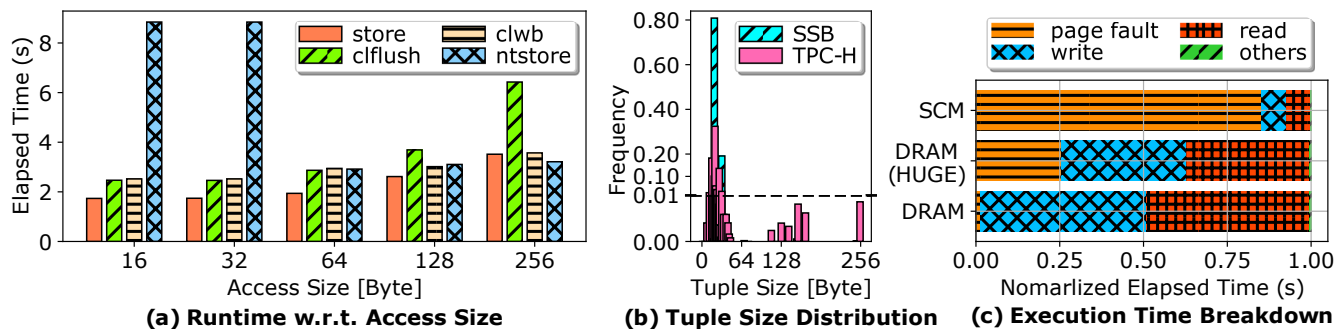 store
clflush
clwb
ntstore
Elapsed Time (s)
8
6
4
2
0
16 32 64 128 256
Access Size [Byte]
(a) Runtime w.r.t. Access Size
SSB
TPC-H
Frequency
0.80
0.40
0.20
0.10
0.01
0.00
0 64 128 256
Tuple Size [Byte]
(b) Tuple Size Distribution
page fault
write
read
others
SCM
DRAM
(HUGE)
DRAM
0.00 0.25 0.50 0.75 1.00
Nomarlized Elapsed Time (s)
(c) Execution Time Breakdown